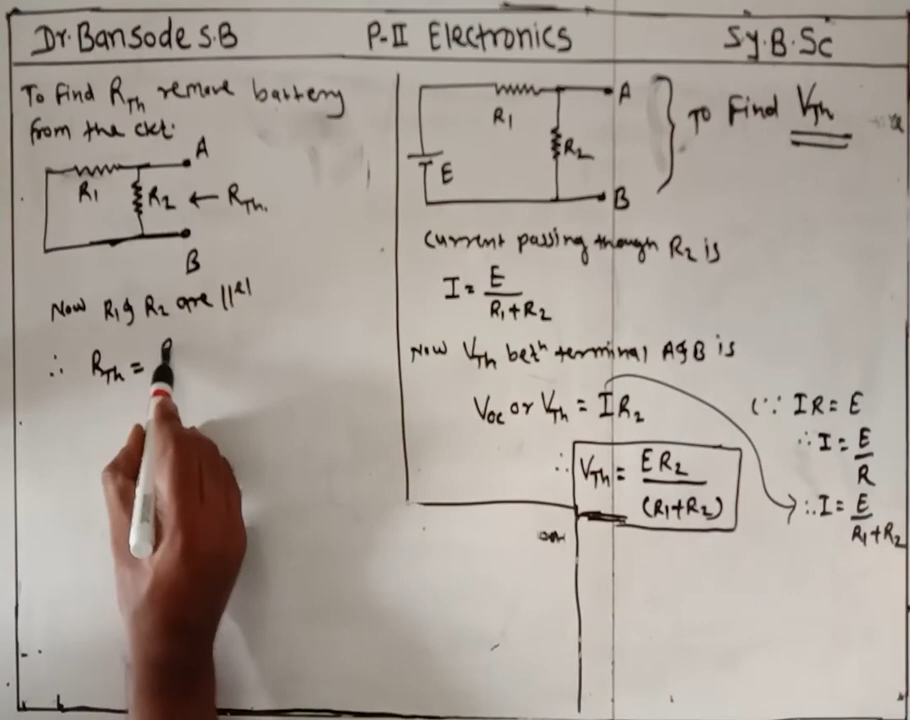 Dr. Bansode S.B P-II Electronics Sy.B.Sc
To find RTh remove battery
from the ckt.
A
R1 R2 ← RTh.
B
Now R1 & R2 are ||el
∴ RTh =
A
R1
R2
E
B
To Find VTh
Current passing though R2 is
I = E / R1+R2
Now VTh betn terminal A & B is
Voc or VTh = IR2
∴ VTh = ER2 / (R1+R2)
(∵ IR = E
∴ I = E / R
∴ I = E / R1+R2